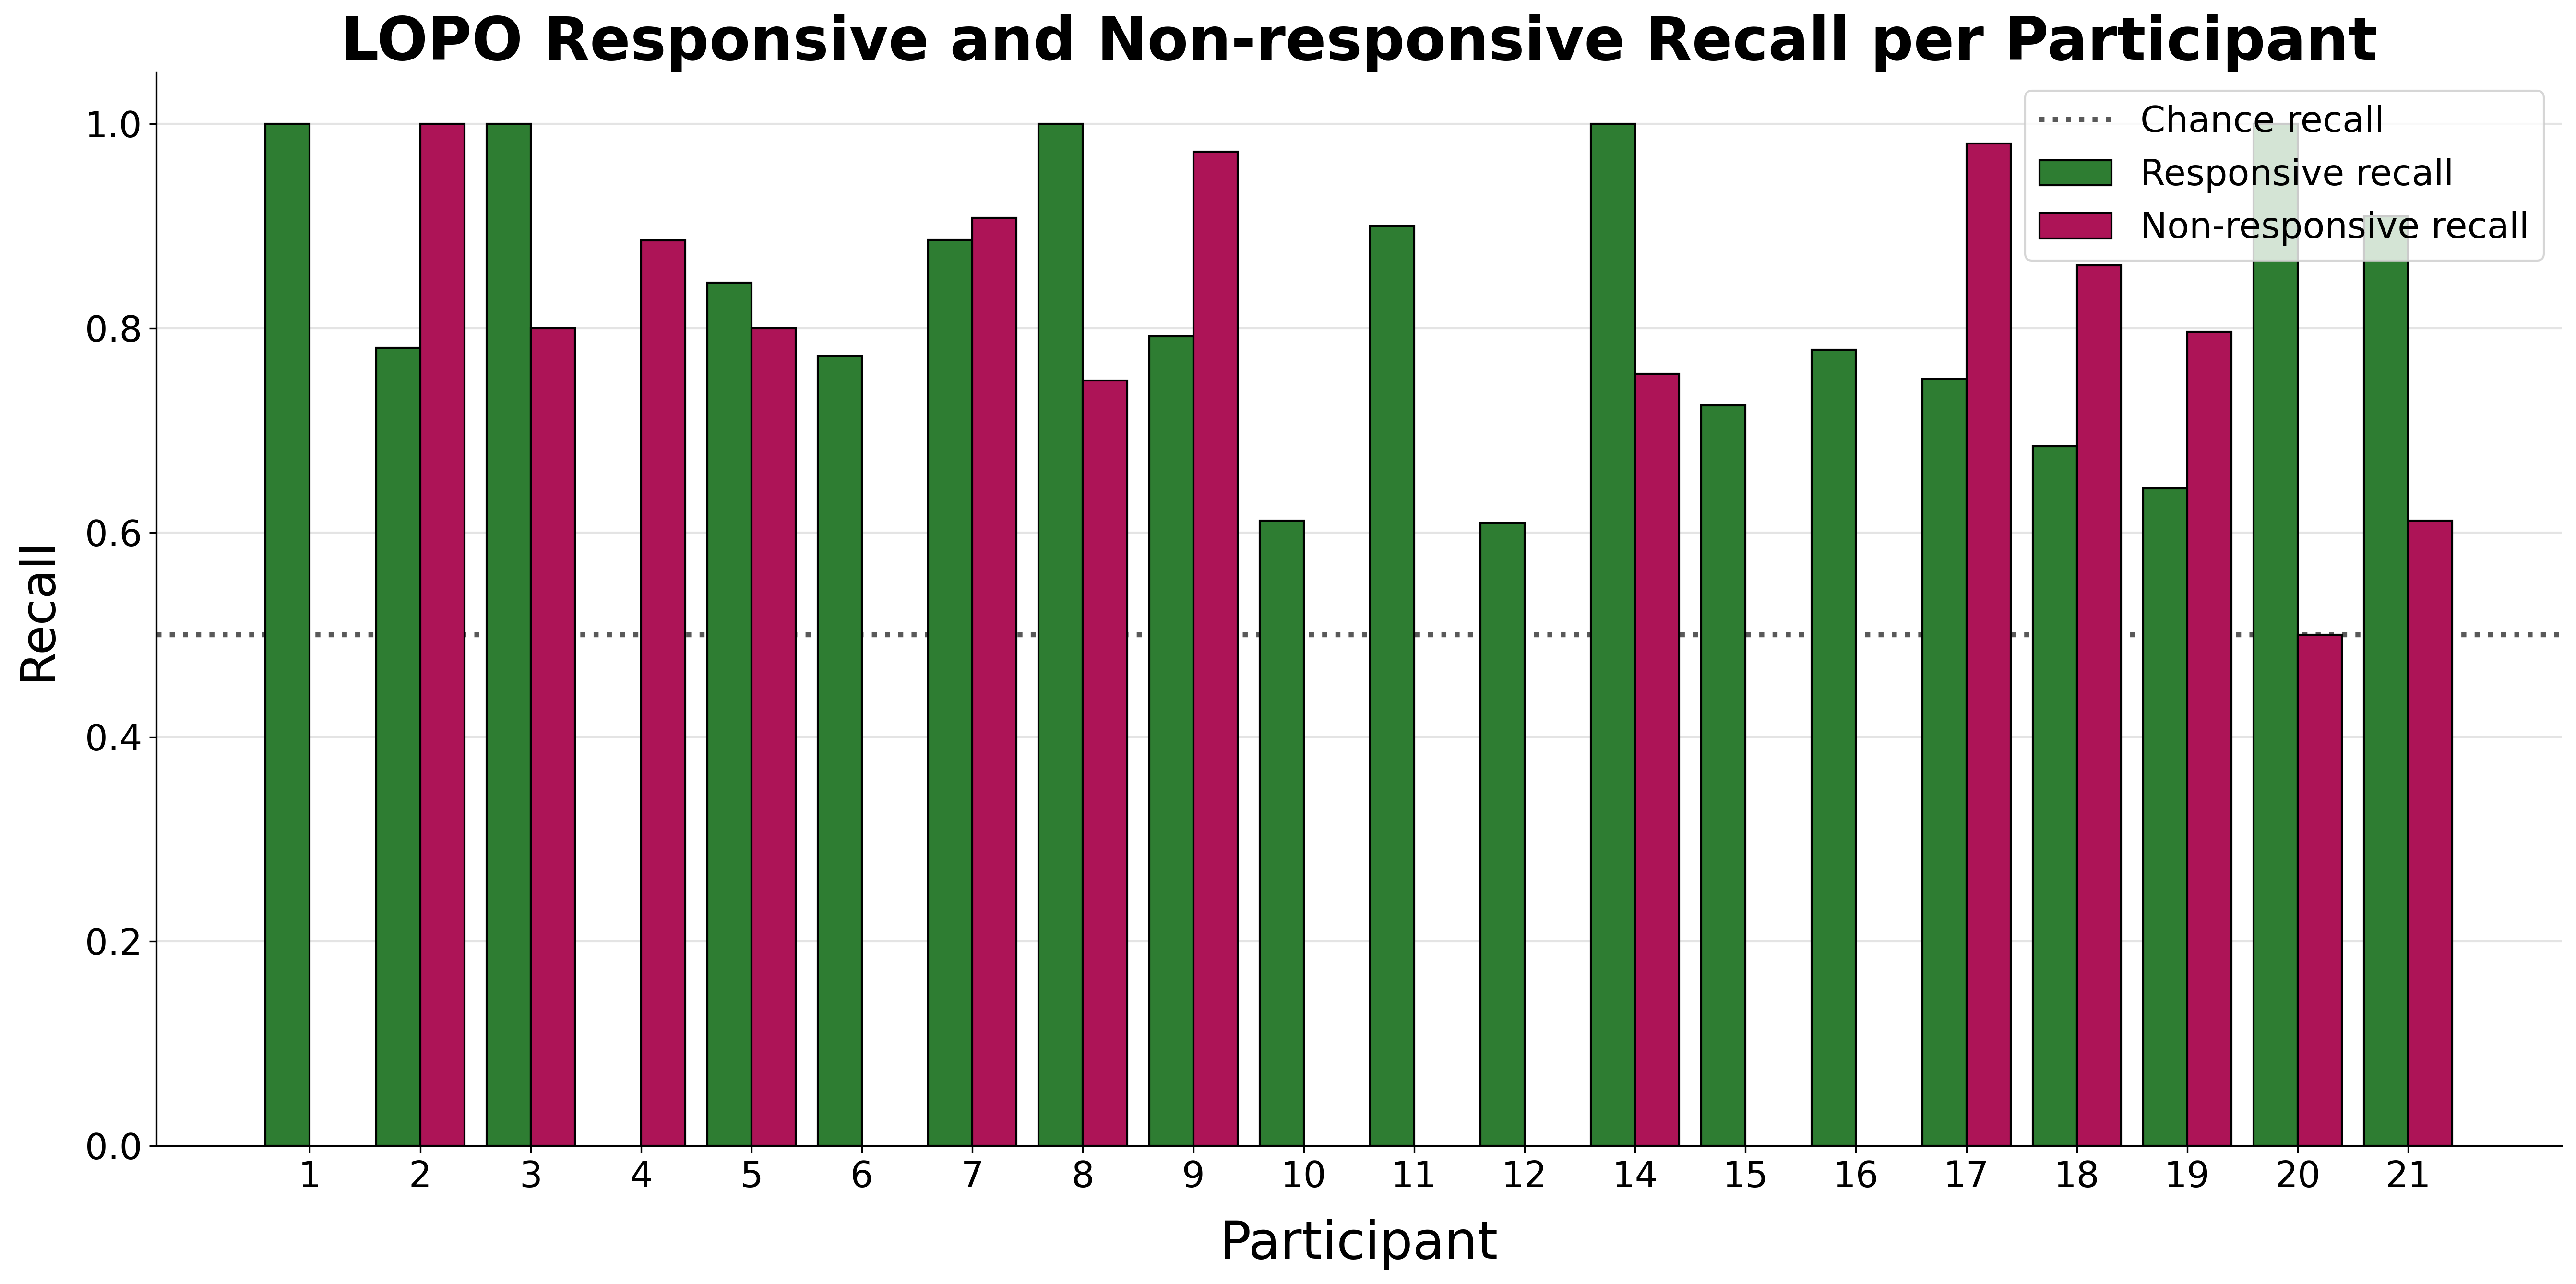 LOPO Responsive and Non-responsive Recall per Participant
Chance recall
Responsive recall
Non-responsive recall
Recall
1.0
0.8
0.6
0.4
0.2
0.0
1 2 3 4 5 6 7 8 9 10 11 12 14 15 16 17 18 19 20 21
Participant